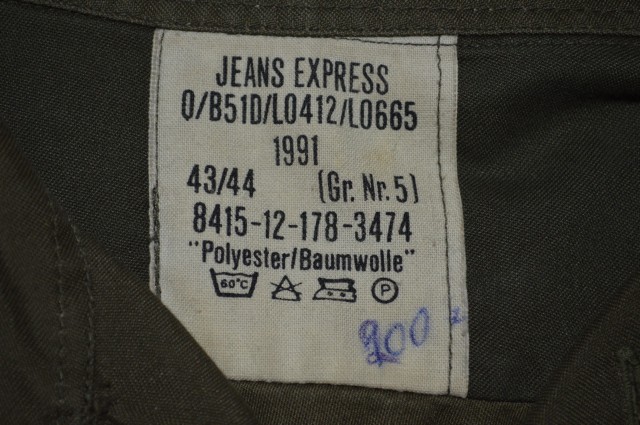 JEANS EXPRESS
Q/B51D/L0412/L0665
1991
43/44 (Gr. Nr. 5)
8415-12-178-3474
"Polyester/Baumwolle"
60°C A P
900